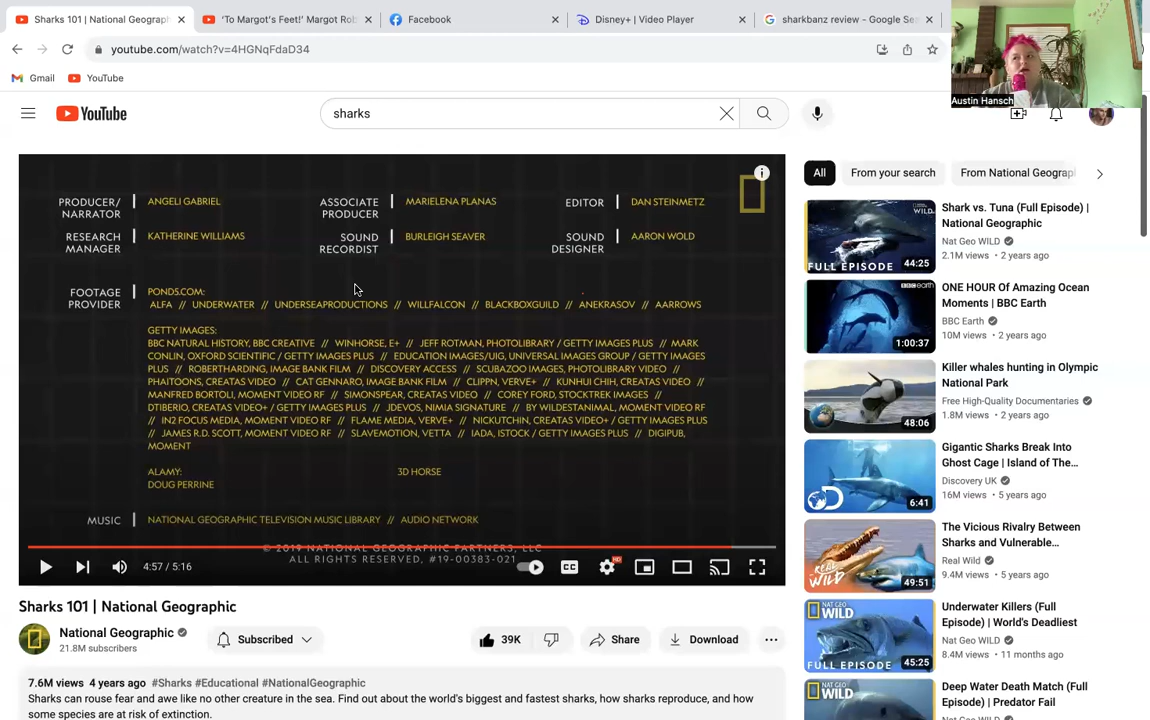 Sharks 101 | National Geograph
'To Margot's Feet!' Margot Rob
Facebook
Disney+ | Video Player
sharkbanz review - Google Sea
youtube.com/watch?v=4HGNqFdaD34
Gmail
YouTube
Austin Hansch
YouTube
sharks
PRODUCER/
NARRATOR
ANGELI GABRIEL
ASSOCIATE
PRODUCER
MARIELENA PLANAS
EDITOR
DAN STEINMETZ
RESEARCH
MANAGER
KATHERINE WILLIAMS
SOUND
RECORDIST
BURLEIGH SEAVER
SOUND
DESIGNER
AARON WOLD
FOOTAGE
PROVIDER
POND5.COM:
ALFA // UNDERWATER // UNDERSEAPRODUCTIONS // WILLFALCON // BLACKBOXGUILD // ANEKRASOV // AARROWS
GETTY IMAGES:
BBC NATURAL HISTORY, BBC CREATIVE // WINHORSE, E+ // JEFF ROTMAN, PHOTOLIBRARY / GETTY IMAGES PLUS // MARK
CONLIN, OXFORD SCIENTIFIC / GETTY IMAGES PLUS // EDUCATION IMAGES/UIG, UNIVERSAL IMAGES GROUP / GETTY IMAGES
PLUS // ROBERTHARDING, IMAGE BANK FILM // DISCOVERY ACCESS // SCUBAZOO IMAGES, PHOTOLIBRARY VIDEO //
PHAITOONS, CREATAS VIDEO // CAT GENNARO, IMAGE BANK FILM // CLIPPN, VERVE+ // KUNHUI CHIH, CREATAS VIDEO //
MANFRED BORTOLI, MOMENT VIDEO RF // SIMONSPEAR, CREATAS VIDEO // COREY FORD, STOCKTREK IMAGES //
DTIBERIO, CREATAS VIDEO+ / GETTY IMAGES PLUS // JDEVOS, NIMIA SIGNATURE // BY WILDESTANIMAL, MOMENT VIDEO RF
// IN2 FOCUS MEDIA, MOMENT VIDEO RF // FLAME MEDIA, VERVE+ // NICKUTCHIN, CREATAS VIDEO+ / GETTY IMAGES PLUS
// JAMES R.D. SCOTT, MOMENT VIDEO RF // SLAVEMOTION, VETTA // IADA, ISTOCK / GETTY IMAGES PLUS // DIGIPUB,
MOMENT
ALAMY:
DOUG PERRINE
3D HORSE
MUSIC
NATIONAL GEOGRAPHIC TELEVISION MUSIC LIBRARY // AUDIO NETWORK
© 2019 NATIONAL GEOGRAPHIC PARTNERS, LLC
ALL RIGHTS RESERVED, #19-00383-021
4:57 / 5:16
CC
HD
Sharks 101 | National Geographic
National Geographic
21.8M subscribers
Subscribed
39K
Share
Download
7.6M views 4 years ago #Sharks #Educational #NationalGeographic
Sharks can rouse fear and awe like no other creature in the sea. Find out about the world's biggest and fastest sharks, how sharks reproduce, and how
some species are at risk of extinction.
All
From your search
From National Geograp
Shark vs. Tuna (Full Episode) |
National Geographic
Nat Geo WILD
2.1M views • 2 years ago
FULL EPISODE
44:25
ONE HOUR Of Amazing Ocean
Moments | BBC Earth
BBC Earth
10M views • 2 years ago
BBC EARTH
1:00:37
Killer whales hunting in Olympic
National Park
Free High-Quality Documentaries
1.8M views • 2 years ago
48:06
Gigantic Sharks Break Into
Ghost Cage | Island of The...
Discovery UK
16M views • 5 years ago
6:41
The Vicious Rivalry Between
Sharks and Vulnerable...
Real Wild
9.4M views • 5 years ago
REAL WILD
49:51
Underwater Killers (Full
Episode) | World's Deadliest
Nat Geo WILD
8.4M views • 11 months ago
NAT GEO
WILD
FULL EPISODE
45:25
Deep Water Death Match (Full
Episode) | Predator Fail
NAT GEO
WILD